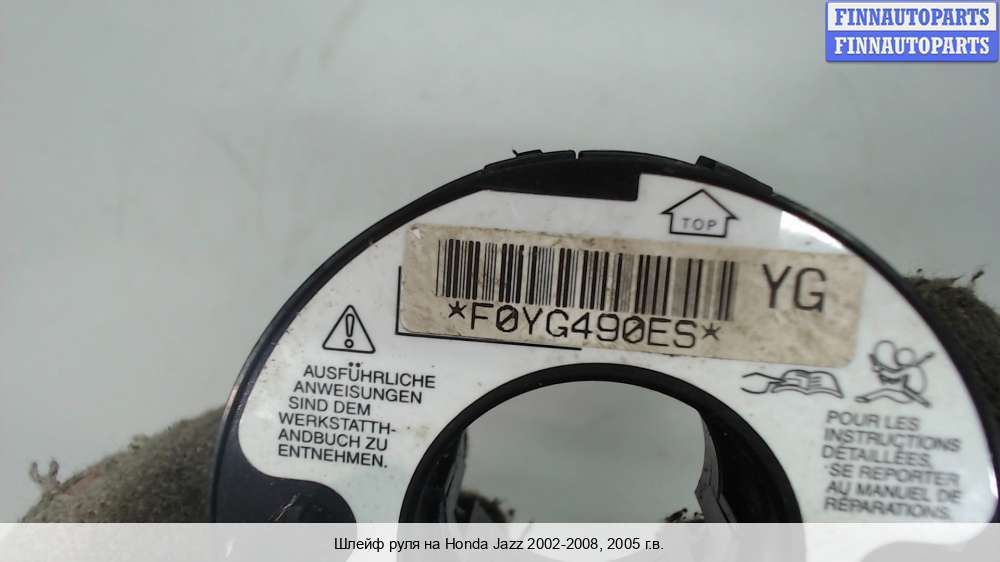 FINNAUTOPARTS
FINNAUTOPARTS
TOP
YG
*F0YG490ES*
AUSFÜHRLICHE
ANWEISUNGEN
SIND DEM
WERKSTATTH-
ANDBUCH ZU
ENTNEHMEN.
POUR LES
INSTRUCTIONS
DÉTAILLÉES,
SE REPORTER
AU MANUEL DE
RÉPARATIONS.
Шлейф руля на Honda Jazz 2002-2008, 2005 г.в.